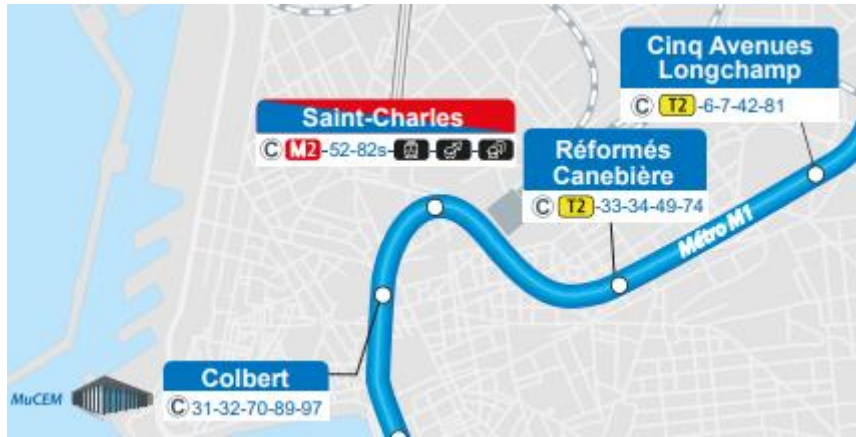 Cinq Avenues
Longchamp
C T2-6-7-42-81
Saint-Charles
C M2-52-82s-
Réformés
Canebière
C T2-33-34-49-74
Métro M1
Colbert
C 31-32-70-89-97
MuCEM